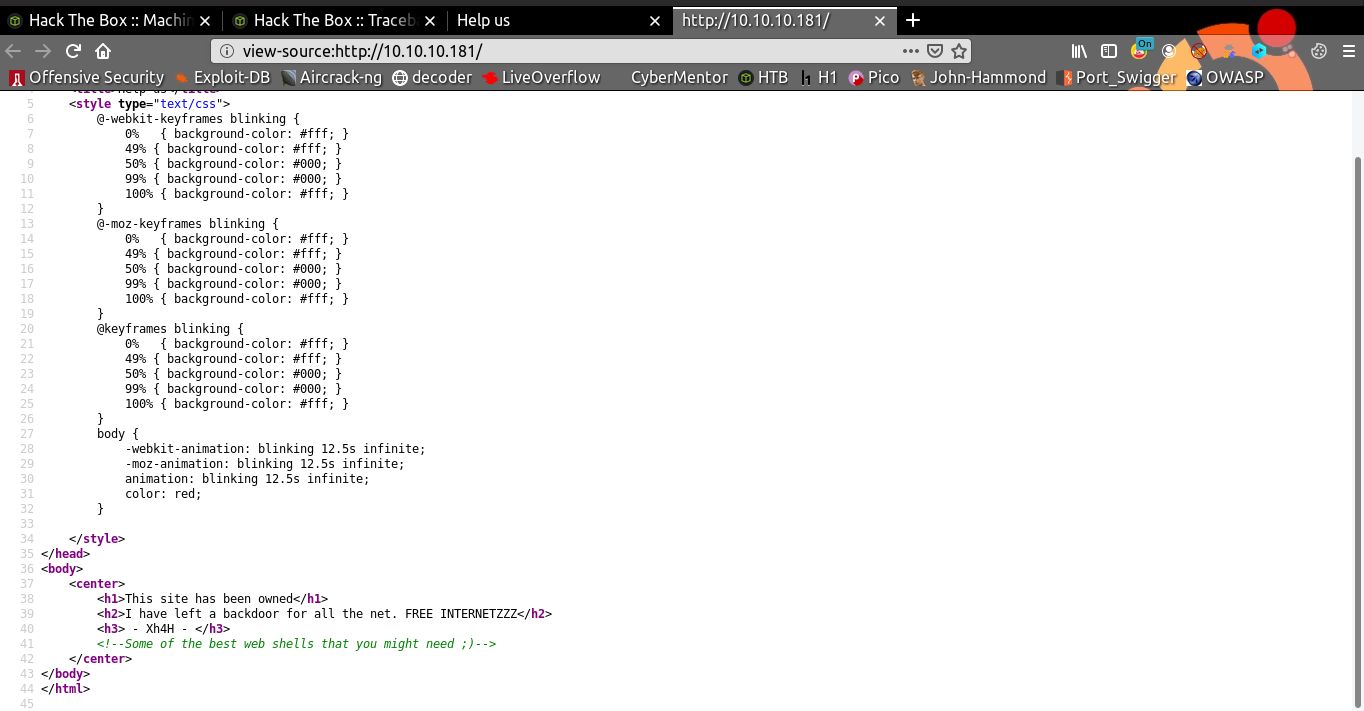 Hack The Box :: Machin
Hack The Box :: Traceb
Help us
http://10.10.10.181/
view-source:http://10.10.10.181/
On
Offensive Security
Exploit-DB
Aircrack-ng
decoder
LiveOverflow
CyberMentor
HTB
H1
Pico
John-Hammond
Port_Swigger
OWASP
4 <title>Help us</title>
5 <style type="text/css">
6 @-webkit-keyframes blinking {
7 0% { background-color: #fff; }
8 49% { background-color: #fff; }
9 50% { background-color: #000; }
10 99% { background-color: #000; }
11 100% { background-color: #fff; }
12 }
13 @-moz-keyframes blinking {
14 0% { background-color: #fff; }
15 49% { background-color: #fff; }
16 50% { background-color: #000; }
17 99% { background-color: #000; }
18 100% { background-color: #fff; }
19 }
20 @keyframes blinking {
21 0% { background-color: #fff; }
22 49% { background-color: #fff; }
23 50% { background-color: #000; }
24 99% { background-color: #000; }
25 100% { background-color: #fff; }
26 }
27 body {
28 -webkit-animation: blinking 12.5s infinite;
29 -moz-animation: blinking 12.5s infinite;
30 animation: blinking 12.5s infinite;
31 color: red;
32 }
33
34 </style>
35 </head>
36 <body>
37 <center>
38 <h1>This site has been owned</h1>
39 <h2>I have left a backdoor for all the net. FREE INTERNETZZZ</h2>
40 <h3> - Xh4H - </h3>
41 <!--Some of the best web shells that you might need ;)-->
42 </center>
43 </body>
44 </html>
45